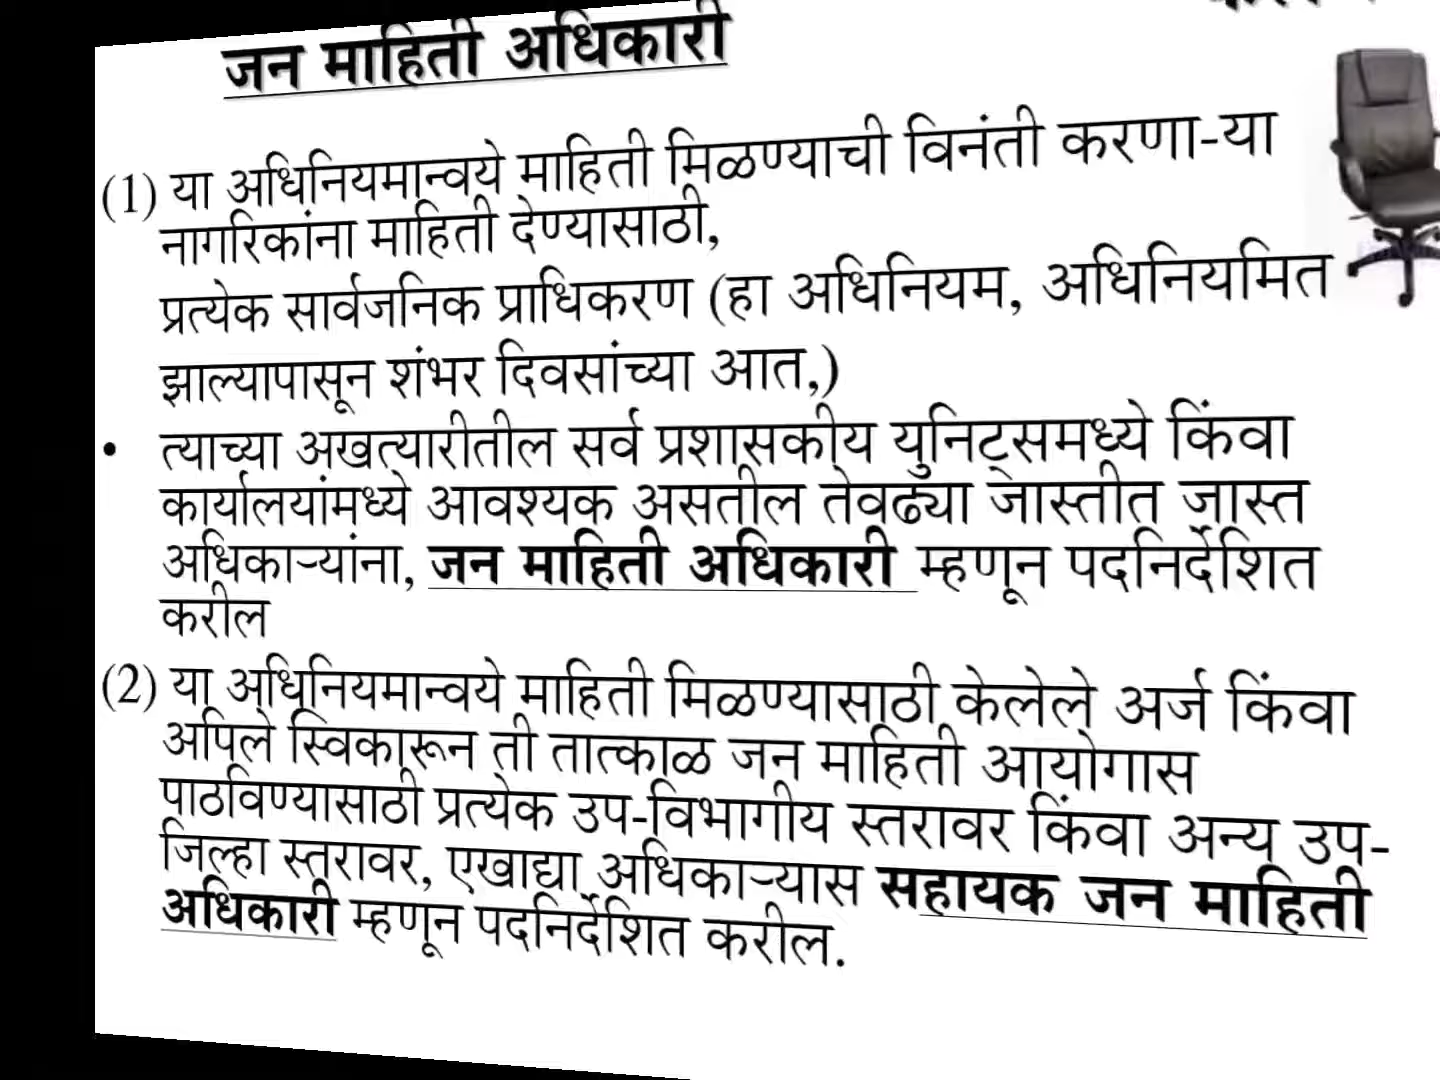 जन माहिती अधिकारी
(1) या अधिनियमान्वये माहिती मिळण्याची विनंती करणा-या
नागरिकांना माहिती देण्यासाठी,
प्रत्येक सार्वजनिक प्राधिकरण (हा अधिनियम, अधिनियमित
झाल्यापासून शंभर दिवसांच्या आत,)
• त्याच्या अखत्यारीतील सर्व प्रशासकीय युनिट्समध्ये किंवा
कार्यालयांमध्ये आवश्यक असतील तेवढ्या जास्तीत जास्त
अधिकाऱ्यांना, जन माहिती अधिकारी म्हणून पदनिर्देशित
करील
(2) या अधिनियमान्वये माहिती मिळण्यासाठी केलेले अर्ज किंवा
अपिले स्विकारून ती तात्काळ जन माहिती आयोगास
पाठविण्यासाठी प्रत्येक उप-विभागीय स्तरावर किंवा अन्य उप-
जिल्हा स्तरावर, एखाद्या अधिकाऱ्यास सहायक जन माहिती
अधिकारी म्हणून पदनिर्देशित करील.